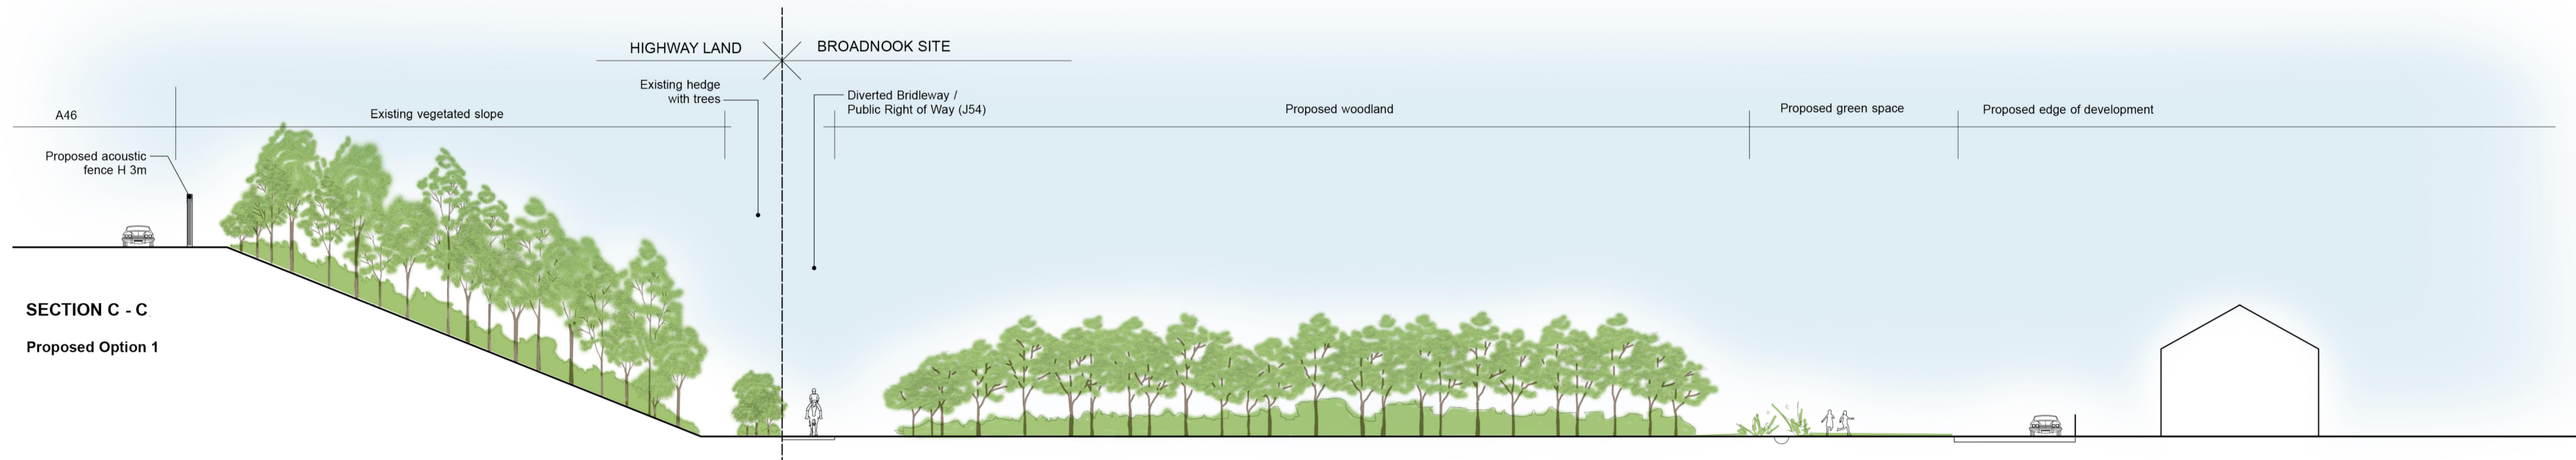 HIGHWAY LAND
BROADNOOK SITE
Existing hedge
with trees
Diverted Bridleway /
Public Right of Way (J54)
A46
Existing vegetated slope
Proposed woodland
Proposed green space
Proposed edge of development
Proposed acoustic
fence H 3m
SECTION C - C
Proposed Option 1